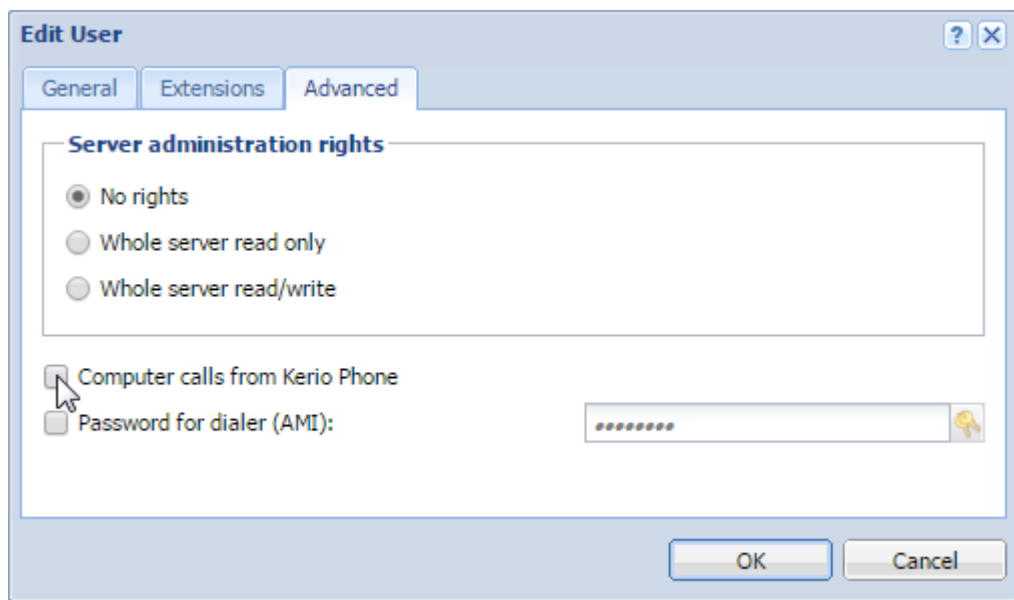 Edit User
General Extensions Advanced
Server administration rights
No rights
Whole server read only
Whole server read/write
Computer calls from Kerio Phone
Password for dialer (AMI): ••••••••
OK Cancel